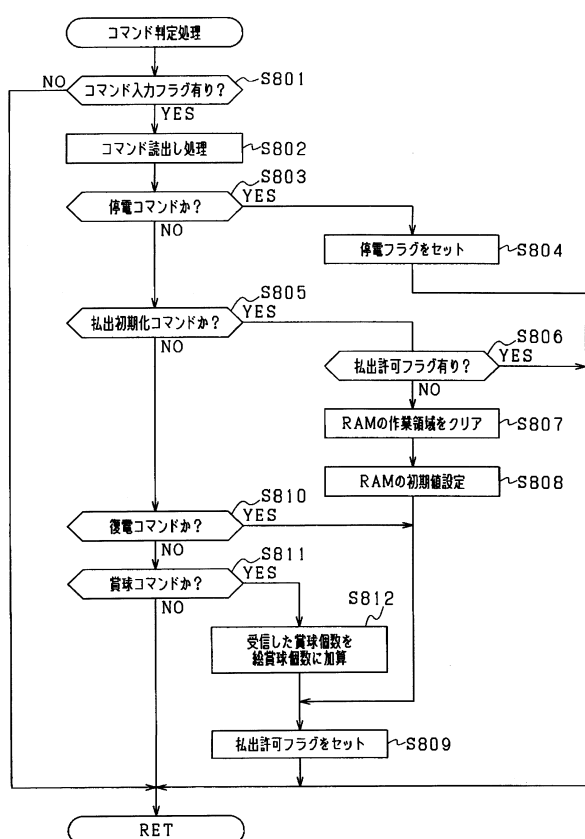 コマンド判定処理
コマンド入力フラグ有り？
S801
NO
YES
コマンド読出し処理
S802
停電コマンドか？
S803
YES
NO
停電フラグをセット
S804
払出初期化コマンドか？
S805
YES
NO
払出許可フラグ有り？
S806
YES
NO
RAMの作業領域をクリア
S807
RAMの初期値設定
S808
復電コマンドか？
S810
YES
NO
賞球コマンドか？
S811
YES
NO
S812
受信した賞球個数を
総賞球個数に加算
払出許可フラグをセット
S809
RET